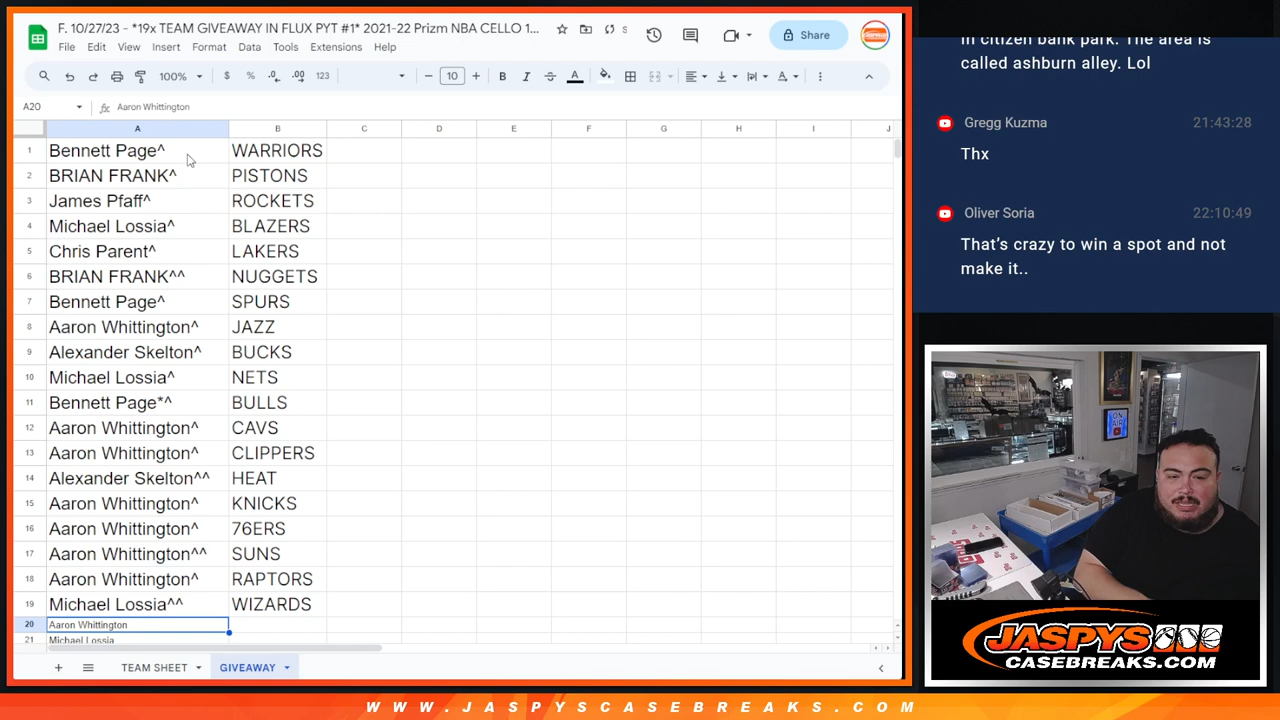 F. 10/27/23 - *19x TEAM GIVEAWAY IN FLUX PYT #1* 2021-22 Prizm NBA CELLO 1...
Share
File Edit View Insert Format Data Tools Extensions Help
100% $ % .0 .00 123 10 B I A
A20 fx Aaron Whittington
A B C D E F G H I J
1 Bennett Page^ WARRIORS
2 BRIAN FRANK^ PISTONS
3 James Pfaff^ ROCKETS
4 Michael Lossia^ BLAZERS
5 Chris Parent^ LAKERS
6 BRIAN FRANK^^ NUGGETS
7 Bennett Page^ SPURS
8 Aaron Whittington^ JAZZ
9 Alexander Skelton^ BUCKS
10 Michael Lossia^ NETS
11 Bennett Page*^ BULLS
12 Aaron Whittington^ CAVS
13 Aaron Whittington^ CLIPPERS
14 Alexander Skelton^^ HEAT
15 Aaron Whittington^ KNICKS
16 Aaron Whittington^ 76ERS
17 Aaron Whittington^^ SUNS
18 Aaron Whittington^ RAPTORS
19 Michael Lossia^^ WIZARDS
20 Aaron Whittington
21 Michael Lossia
TEAM SHEET GIVEAWAY
in citizen bank park. The area is
called ashburn alley. Lol
Gregg Kuzma 21:43:28
Thx
Oliver Soria 22:10:49
That's crazy to win a spot and not
make it..
ON
AIR
JASPYS
CASEBREAKS.COM
WWW.JASPYSCASEBREAKS.COM